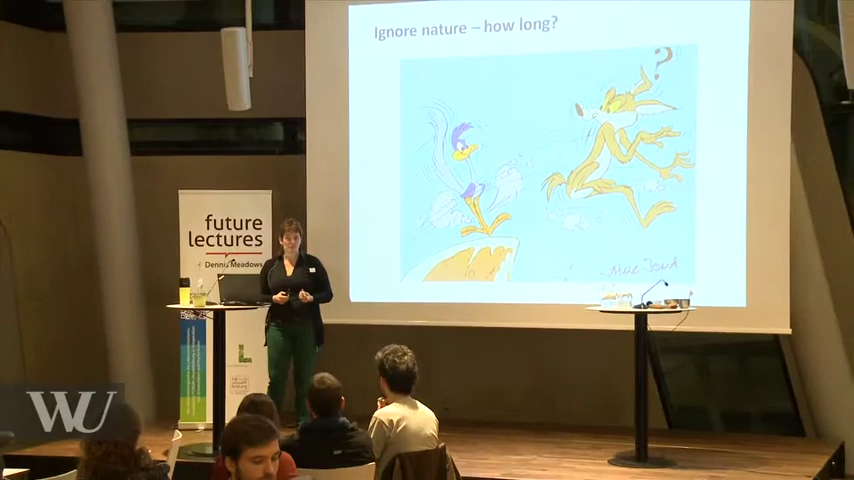 Ignore nature – how long?
?
future
lectures
Dennis Meadows
WU